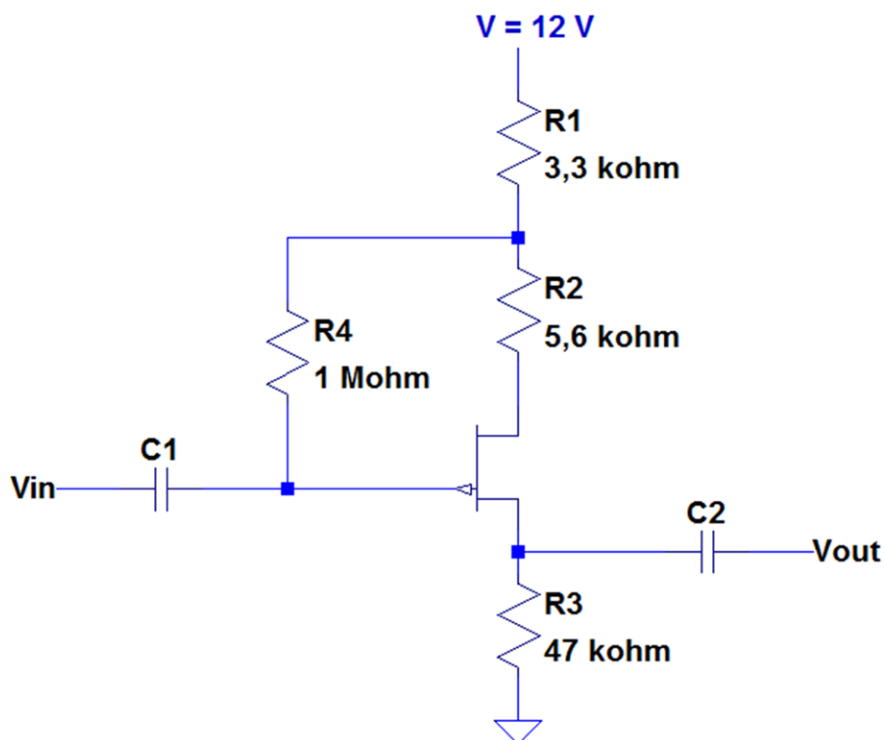 V = 12 V
R1
3,3 kohm
R2
5,6 kohm
R4
1 Mohm
C1
Vin
C2
Vout
R3
47 kohm